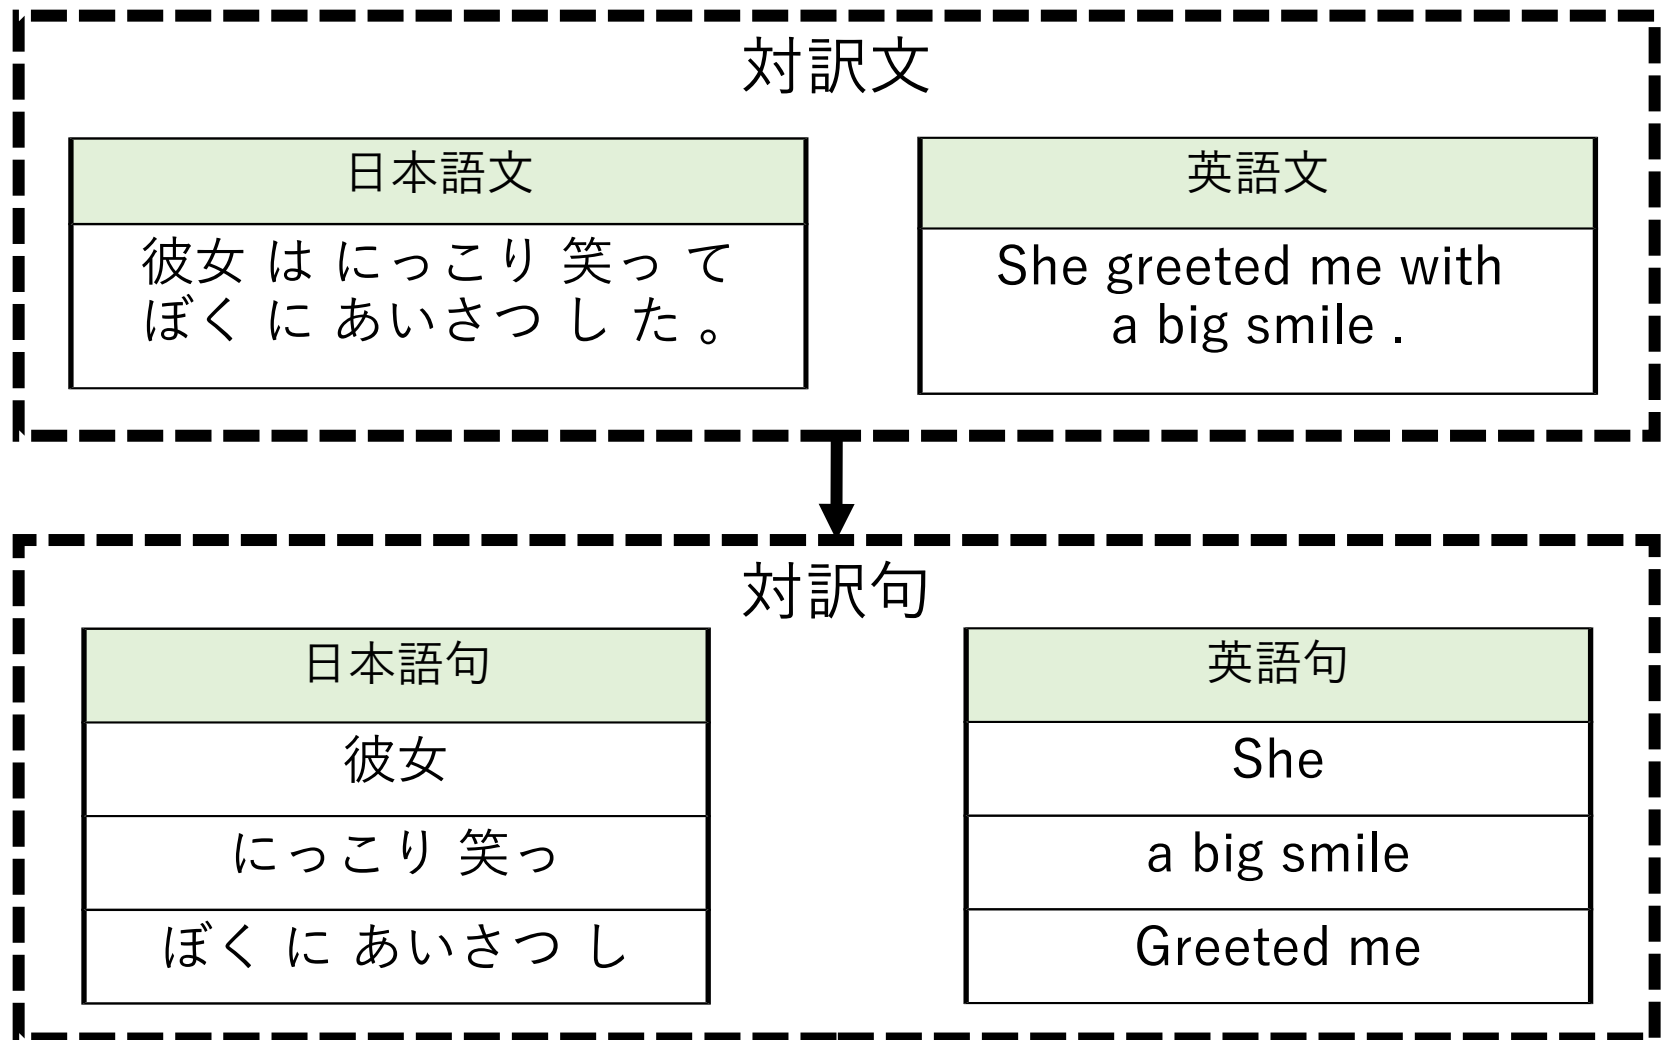 対訳文
日本語文
英語文
彼女 は にっこり 笑っ て
ぼく に あいさつ し た 。
She greeted me with
a big smile .
対訳句
日本語句
英語句
彼女
She
にっこり 笑っ
a big smile
ぼく に あいさつ し
Greeted me